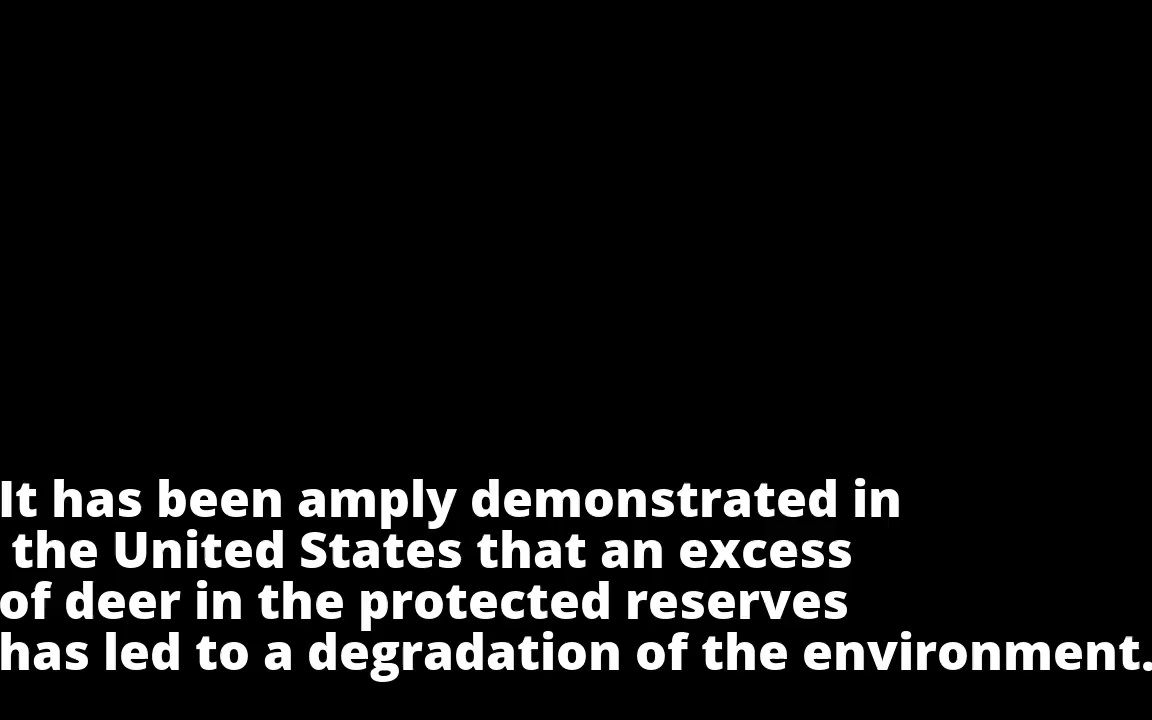 It has been amply demonstrated in
the United States that an excess
of deer in the protected reserves
has led to a degradation of the environment.